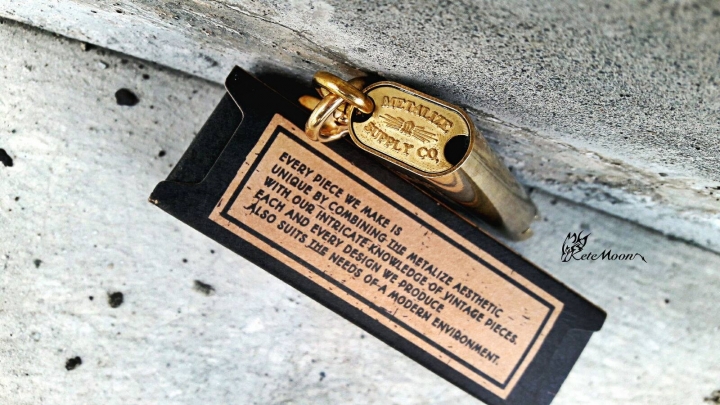 METALIZE
SUPPLY CO.
EVERY PIECE WE MAKE IS
UNIQUE BY COMBINING THE METALIZE AESTHETIC
WITH OUR INTRICATE KNOWLEDGE OF VINTAGE PIECES.
EACH AND EVERY DESIGN WE PRODUCE
ALSO SUITS THE NEEDS OF A MODERN ENVIRONMENT.
KeteMoon